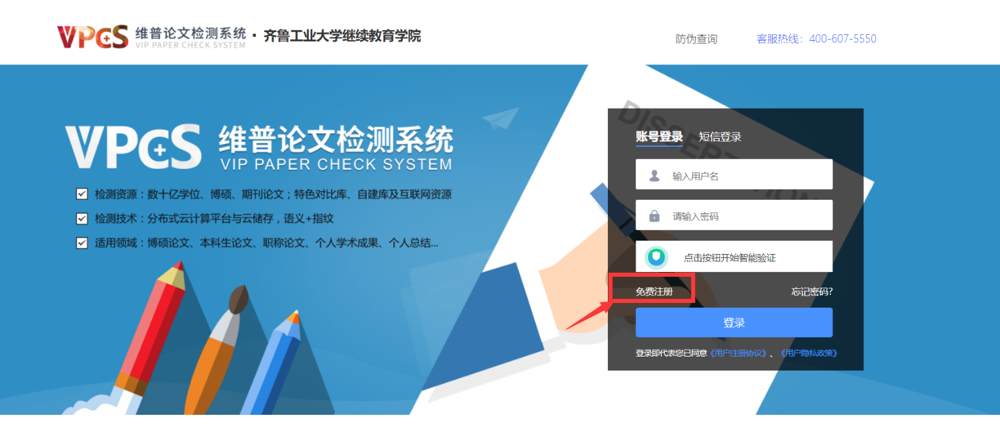 VPCS 维普论文检测系统 · 齐鲁工业大学继续教育学院
VIP PAPER CHECK SYSTEM
防伪查询 客服热线：400-607-5550
VPCS 维普论文检测系统
VIP PAPER CHECK SYSTEM
检测资源：数十亿学位、博硕、期刊论文；特色对比库、自建库及互联网资源
检测技术：分布式云计算平台与云储存，语义+指纹
适用领域：博硕论文、本科生论文、职称论文、个人学术成果、个人总结...
DISSERTATION
账号登录 短信登录
输入用户名
请输入密码
点击按钮开始智能验证
免费注册 忘记密码?
登录
登录即代表您已同意《用户注册协议》、《用户隐私政策》